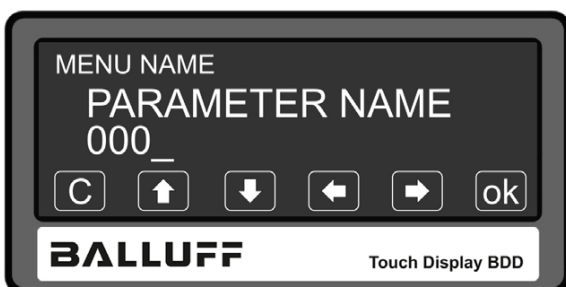 MENU NAME
PARAMETER NAME
000_
C ok
BALLUFF Touch Display BDD